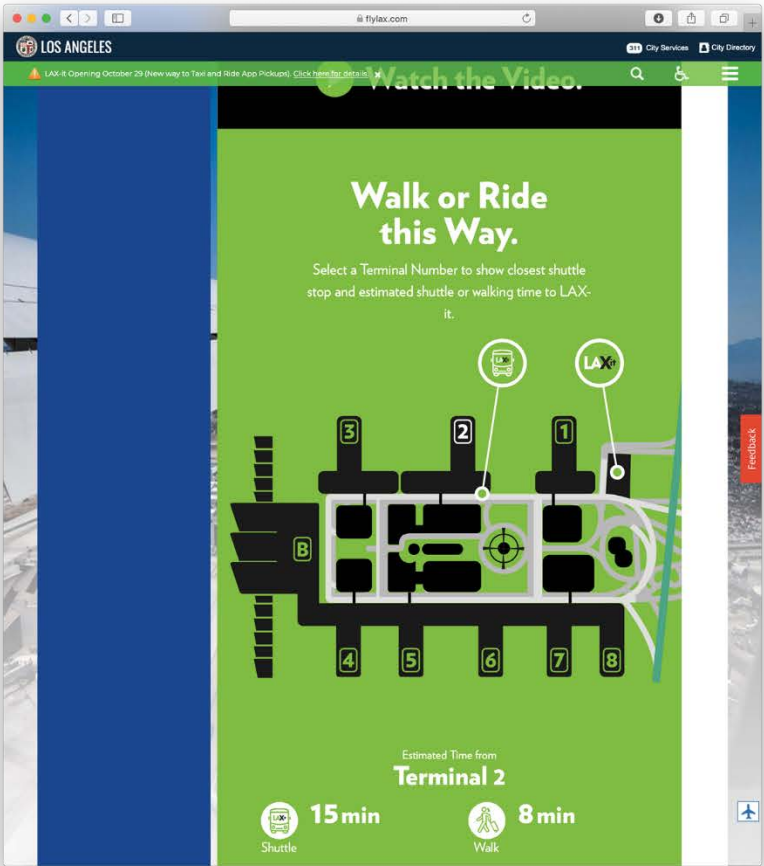 flylax.com
LOS ANGELES
311 City Services
City Directory
LAX-it Opening October 29 (New way to Taxi and Ride App Pickups). Click here for details. x
Watch the Video.
Walk or Ride
this Way.
Select a Terminal Number to show closest shuttle
stop and estimated shuttle or walking time to LAX-
it.
LAXit
3
2
1
B
4
5
6
7
8
Feedback
Estimated Time from
Terminal 2
15 min
8 min
Shuttle
Walk